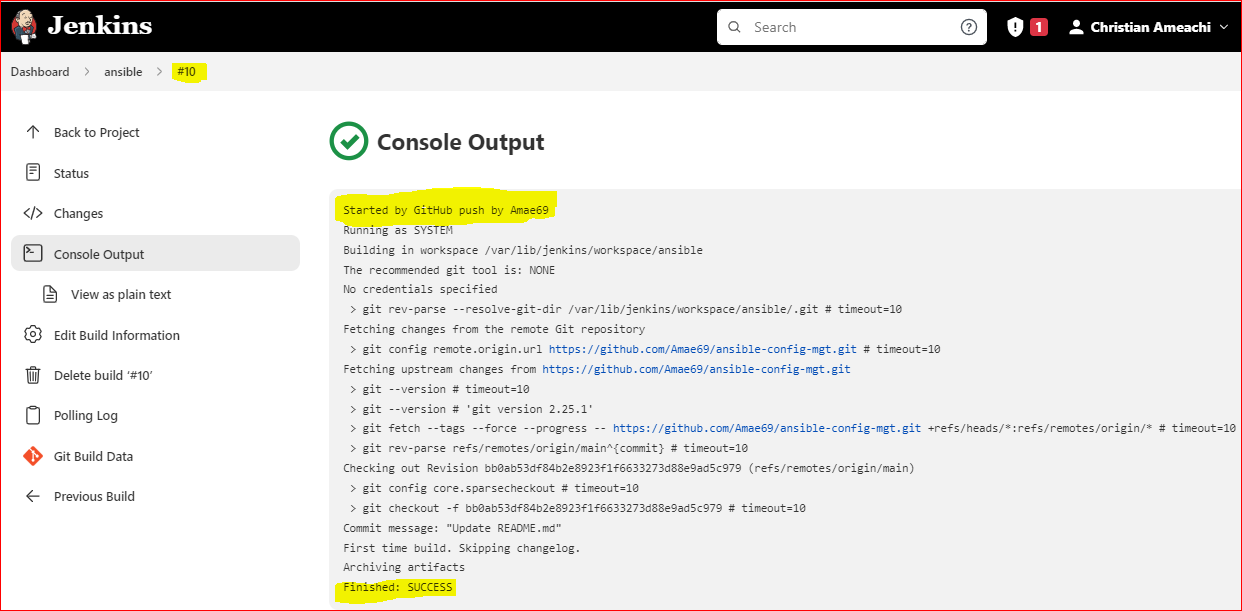 Jenkins
Search
1
Christian Ameachi
Dashboard > ansible > #10
Back to Project
Status
Changes
Console Output
View as plain text
Edit Build Information
Delete build ‘#10’
Polling Log
Git Build Data
Previous Build
Console Output
Started by GitHub push by Amae69
Running as SYSTEM
Building in workspace /var/lib/jenkins/workspace/ansible
The recommended git tool is: NONE
No credentials specified
> git rev-parse --resolve-git-dir /var/lib/jenkins/workspace/ansible/.git # timeout=10
Fetching changes from the remote Git repository
> git config remote.origin.url https://github.com/Amae69/ansible-config-mgt.git # timeout=10
Fetching upstream changes from https://github.com/Amae69/ansible-config-mgt.git
> git --version # timeout=10
> git --version # 'git version 2.25.1'
> git fetch --tags --force --progress -- https://github.com/Amae69/ansible-config-mgt.git +refs/heads/*:refs/remotes/origin/* # timeout=10
> git rev-parse refs/remotes/origin/main^{commit} # timeout=10
Checking out Revision bb0ab53df84b2e8923f1f6633273d88e9ad5c979 (refs/remotes/origin/main)
> git config core.sparsecheckout # timeout=10
> git checkout -f bb0ab53df84b2e8923f1f6633273d88e9ad5c979 # timeout=10
Commit message: "Update README.md"
First time build. Skipping changelog.
Archiving artifacts
Finished: SUCCESS